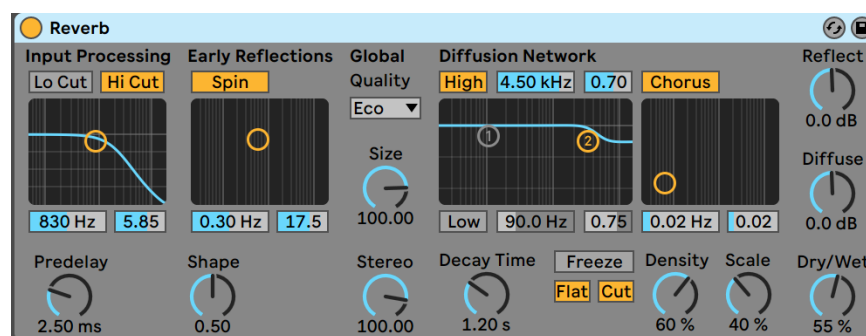 Reverb
Input Processing Early Reflections Global Diffusion Network Reflect
Lo Cut Hi Cut Spin Quality High 4.50 kHz 0.70 Chorus
Eco 0.0 dB
1 2
Size Diffuse
100.00 0.0 dB
830 Hz 5.85 0.30 Hz 17.5 Low 90.0 Hz 0.75 0.02 Hz 0.02
Predelay Shape Stereo Decay Time Freeze Density Scale Dry/Wet
Flat Cut
2.50 ms 0.50 100.00 1.20 s 60 % 40 % 55 %